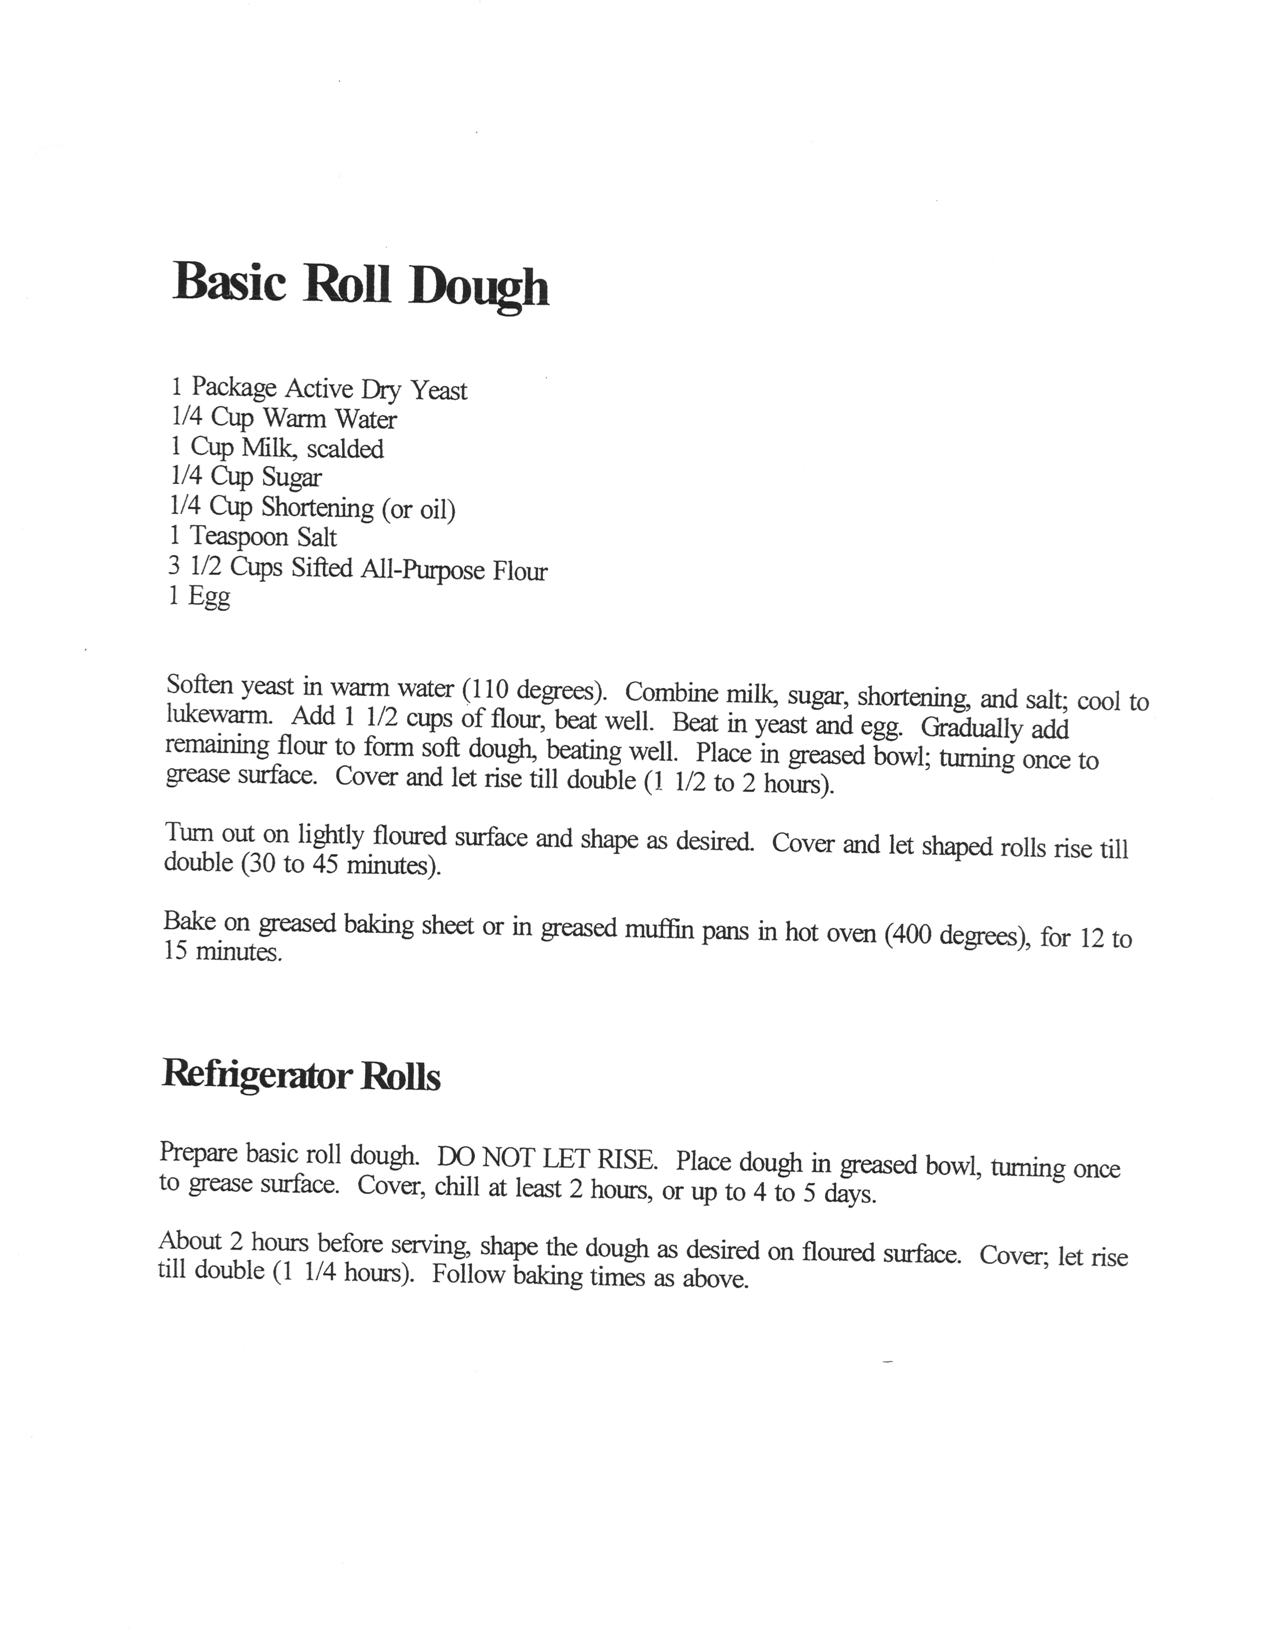 Basic Roll Dough
1 Package Active Dry Yeast
1/4 Cup Warm Water
1 Cup Milk, scalded
1/4 Cup Sugar
1/4 Cup Shortening (or oil)
1 Teaspoon Salt
3 1/2 Cups Sifted All-Purpose Flour
1 Egg
Soften yeast in warm water (110 degrees). Combine milk, sugar, shortening, and salt; cool to
lukewarm. Add 1 1/2 cups of flour, beat well. Beat in yeast and egg. Gradually add
remaining flour to form soft dough, beating well. Place in greased bowl; turning once to
grease surface. Cover and let rise till double (1 1/2 to 2 hours).
Turn out on lightly floured surface and shape as desired. Cover and let shaped rolls rise till
double (30 to 45 minutes).
Bake on greased baking sheet or in greased muffin pans in hot oven (400 degrees), for 12 to
15 minutes.
Refrigerator Rolls
Prepare basic roll dough. DO NOT LET RISE. Place dough in greased bowl, turning once
to grease surface. Cover, chill at least 2 hours, or up to 4 to 5 days.
About 2 hours before serving, shape the dough as desired on floured surface. Cover; let rise
till double (1 1/4 hours). Follow baking times as above.